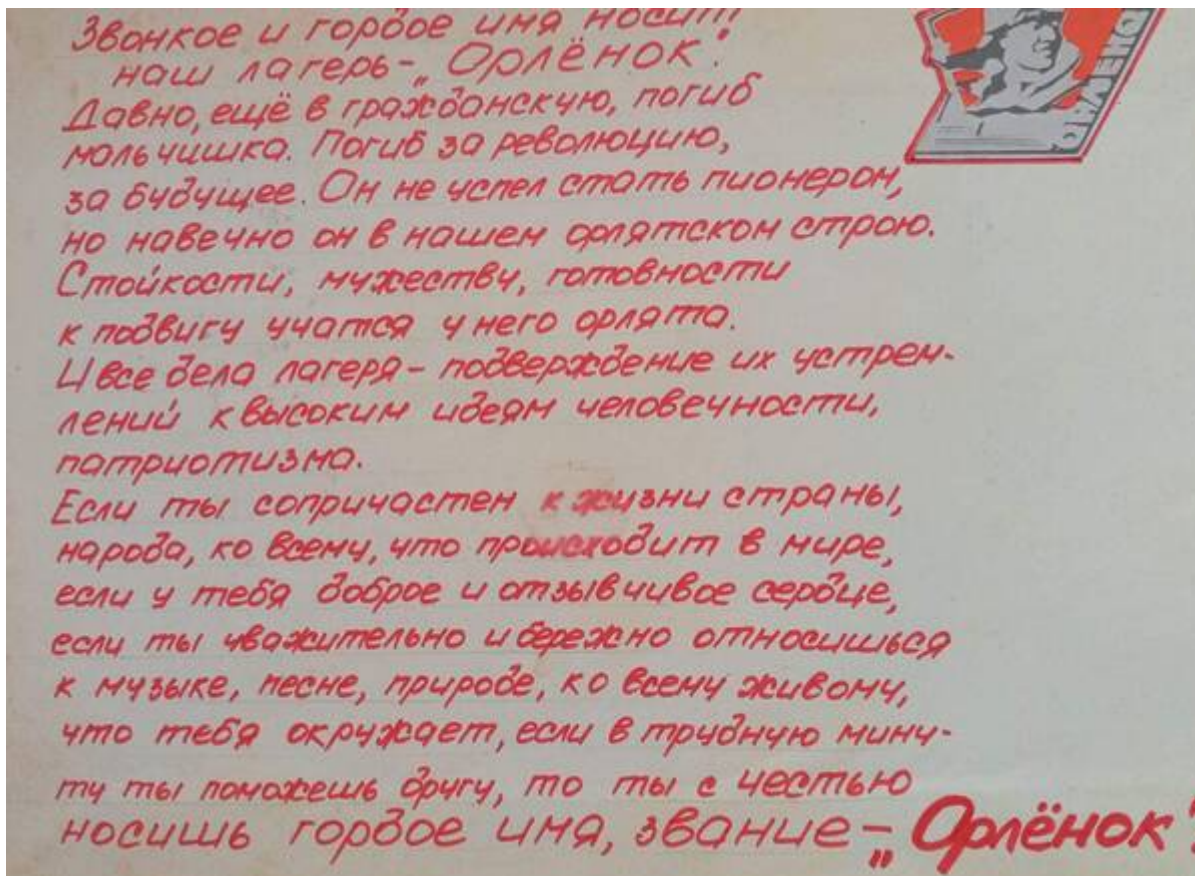 Звонкое и гордое имя носит
наш лагерь - „Орлёнок".
Давно, ещё в гражданскую, погиб
мальчишка. Погиб за революцию,
за будущее. Он не успел стать пионером,
но навечно он в нашем орлятском строю.
Стойкости, мужеству, готовности
к подвигу учатся у него орлята.
И все дела лагеря - подверждение их устрем-
лений к высоким идеям человечности,
патриотизма.
Если ты сопричастен к жизни страны,
народа, ко всему, что происходит в мире,
если у тебя доброе и отзывчивое сердце,
если ты уважительно и бережно относишься
к музыке, песне, природе, ко всему живому,
что тебя окружает, если в трудную мину-
ту ты поможешь другу, то ты с честью
носишь гордое имя, звание - „Орлёнок"